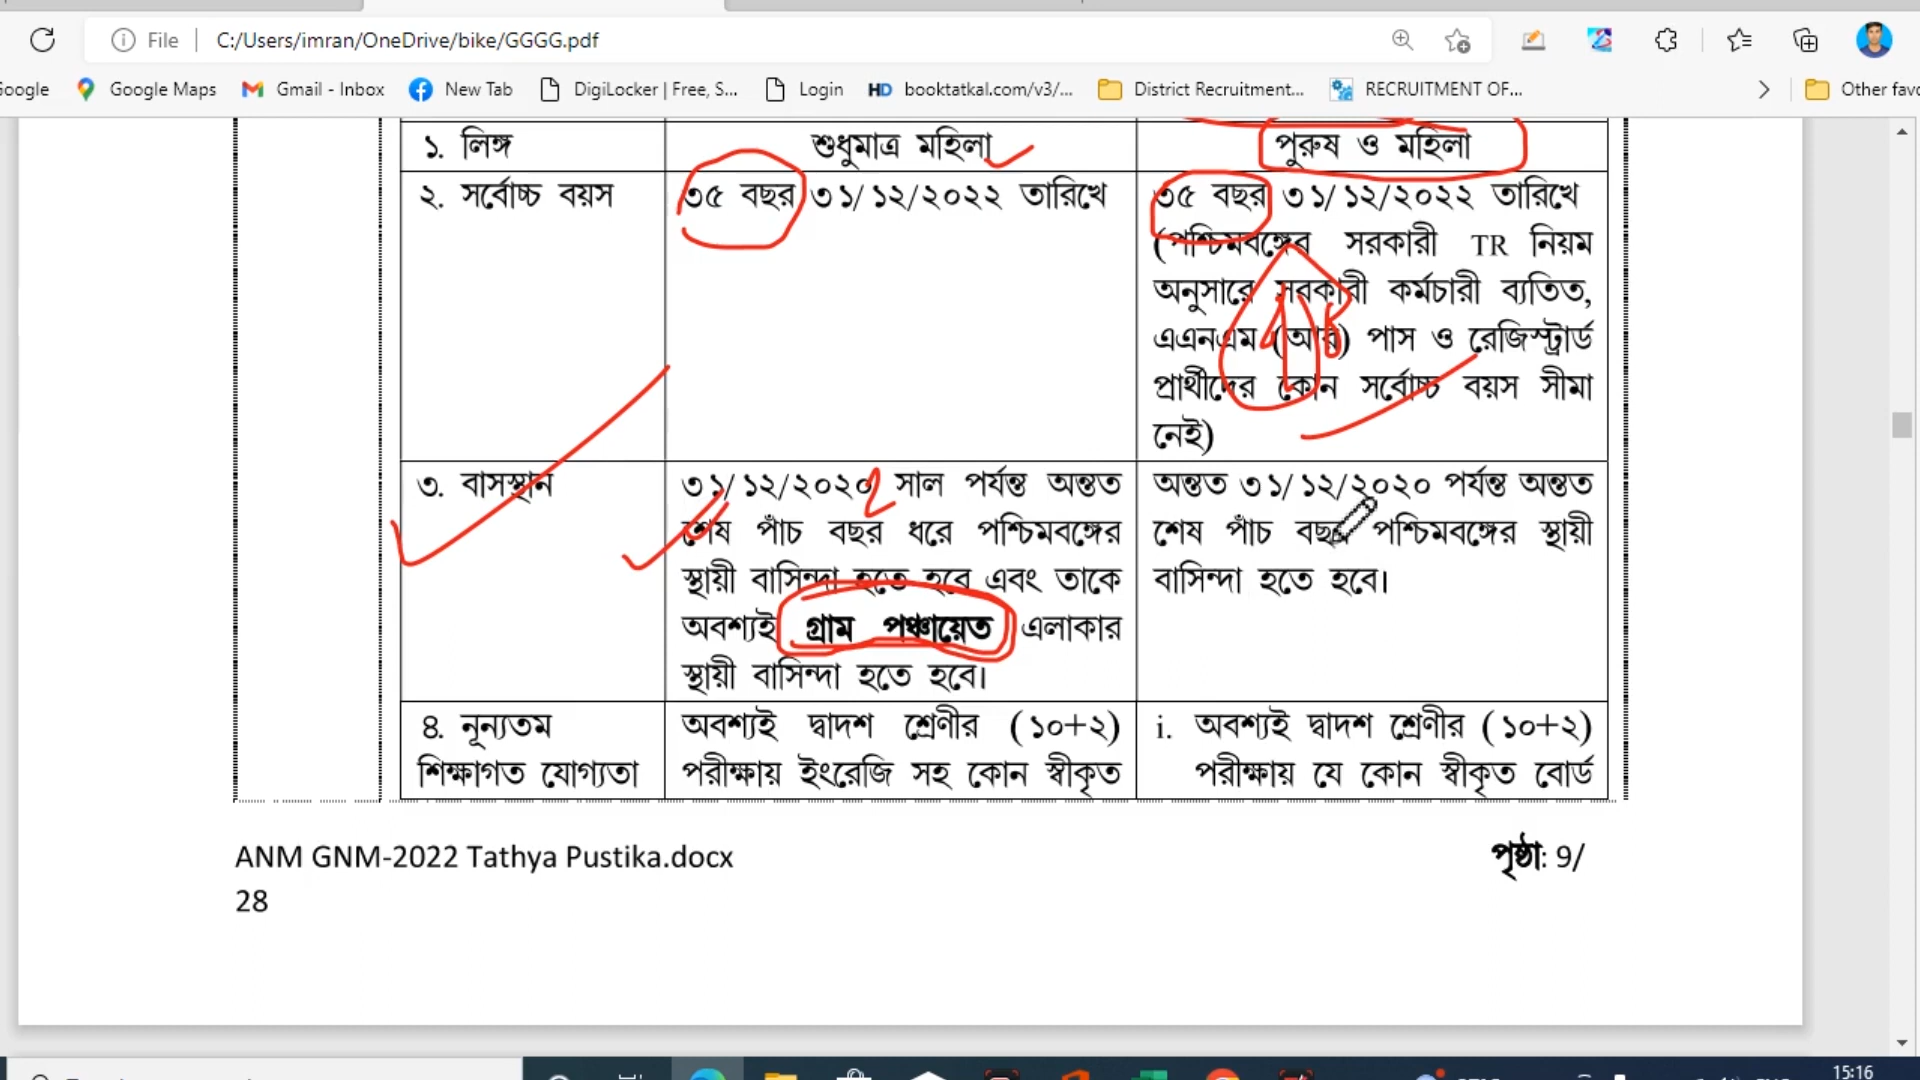 File
C:/Users/imran/OneDrive/bike/GGGG.pdf
Google
Google Maps
Gmail - Inbox
New Tab
DigiLocker | Free, S...
Login
HD booktatkal.com/v3/...
District Recruitment...
RECRUITMENT OF...
১. লিঙ্গ
শুধুমাত্র মহিলা
পুরুষ ও মহিলা
২. সর্বোচ্চ বয়স
৩৫ বছর ৩১/১২/২০২২ তারিখে
৩৫ বছর ৩১/১২/২০২২ তারিখে
(পশ্চিমবঙ্গের সরকারী TR নিয়ম
অনুসারে সরকারী কর্মচারী ব্যতিত,
এএনএম (আর) পাস ও রেজিস্ট্রার্ড
প্রার্থীদের কোন সর্বোচ্চ বয়স সীমা
নেই)
৩. বাসস্থান
৩১/১২/২০২০ সাল পর্যন্ত অন্তত
শেষ পাঁচ বছর ধরে পশ্চিমবঙ্গের
স্থায়ী বাসিন্দা হতে হবে এবং তাকে
অবশ্যই গ্রাম পঞ্চায়েত এলাকার
স্থায়ী বাসিন্দা হতে হবে।
অন্তত ৩১/১২/২০২০ পর্যন্ত অন্তত
শেষ পাঁচ বছর পশ্চিমবঙ্গের স্থায়ী
বাসিন্দা হতে হবে।
৪. নূন্যতম
শিক্ষাগত যোগ্যতা
অবশ্যই দ্বাদশ শ্রেণীর (১০+২)
পরীক্ষায় ইংরেজি সহ কোন স্বীকৃত
i. অবশ্যই দ্বাদশ শ্রেণীর (১০+২)
পরীক্ষায় যে কোন স্বীকৃত বোর্ড
ANM GNM-2022 Tathya Pustika.docx
পৃষ্ঠা: 9/
28
15:16